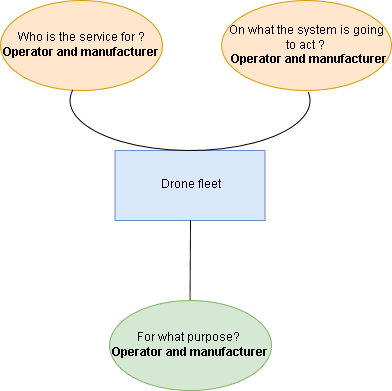 Who is the service for ?
Operator and manufacturer
On what the system is going
to act ?
Operator and manufacturer
Drone fleet
For what purpose?
Operator and manufacturer